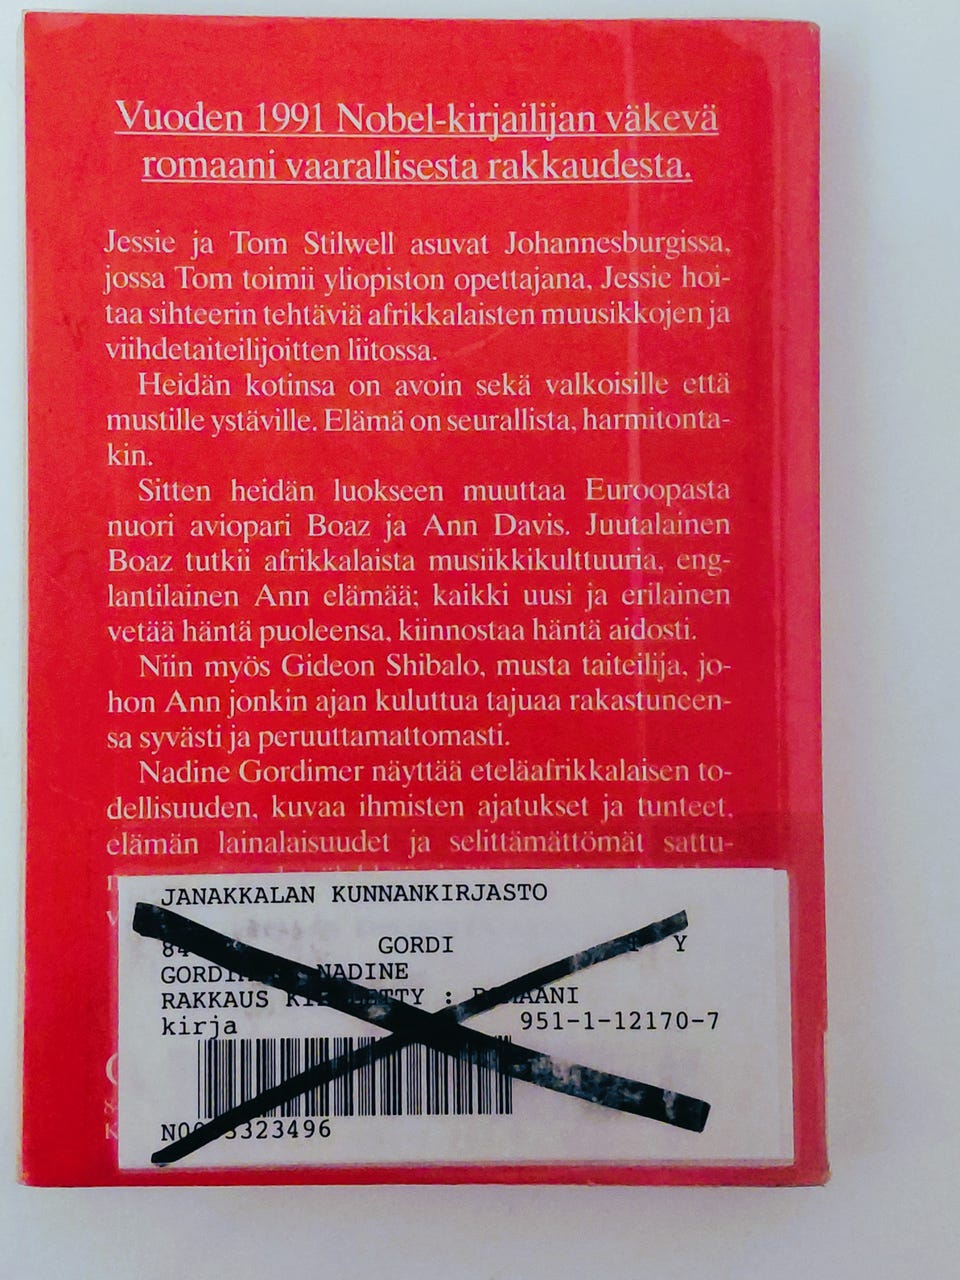 Vuoden 1991 Nobel-kirjailijan väkevä
romaani vaarallisesta rakkaudesta.
Jessie ja Tom Stilwell asuvat Johannesburgissa,
jossa Tom toimii yliopiston opettajana, Jessie hoi-
taa sihteerin tehtäviä afrikkalaisten muusikkojen ja
viihdetaiteilijoitten liitossa.
Heidän kotinsa on avoin sekä valkoisille että
mustille ystäville. Elämä on seurallista, harmitonta-
kin.
Sitten heidän luokseen muuttaa Euroopasta
nuori aviopari Boaz ja Ann Davis. Juutalainen
Boaz tutkii afrikkalaista musiikkikulttuuria, eng-
lantilainen Ann elämää; kaikki uusi ja erilainen
vetää häntä puoleensa, kiinnostaa häntä aidosti.
Niin myös Gideon Shibalo, musta taiteilija, jo-
hon Ann jonkin ajan kuluttua tajuaa rakastuneen-
sa syvästi ja peruuttamattomasti.
Nadine Gordimer näyttää eteläafrikkalaisen to-
dellisuuden, kuvaa ihmisten ajatukset ja tunteet,
elämän lainalaisuudet ja selittämättömät sattu-
JANAKKALAN KUNNANKIRJASTO
GORDI Y
NADINE
RAKKAUS : ROMAANI
kirja 951-1-12170-7